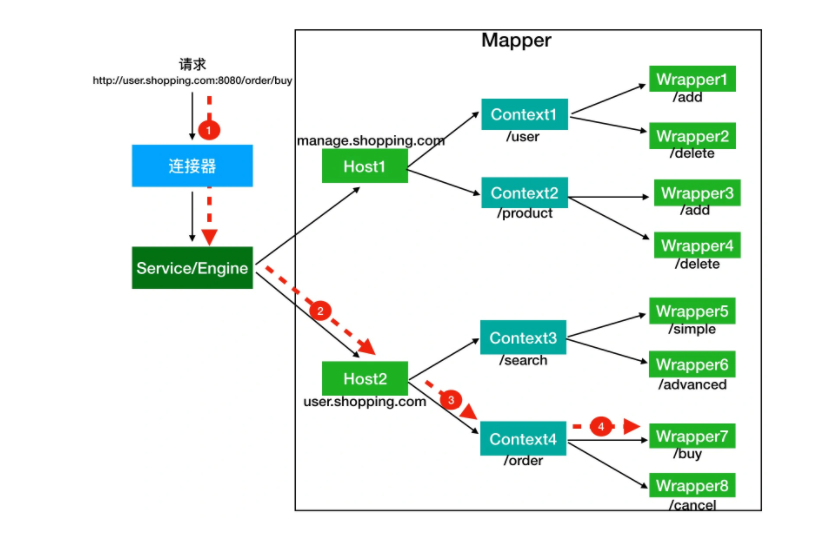 Mapper
请求
http://user.shopping.com:8080/order/buy
1
连接器
Service/Engine
manage.shopping.com
Host1
Context1
/user
Wrapper1
/add
Wrapper2
/delete
Context2
/product
Wrapper3
/add
Wrapper4
/delete
2
Host2
user.shopping.com
Context3
/search
Wrapper5
/simple
Wrapper6
/advanced
3
Context4
/order
4
Wrapper7
/buy
Wrapper8
/cancel